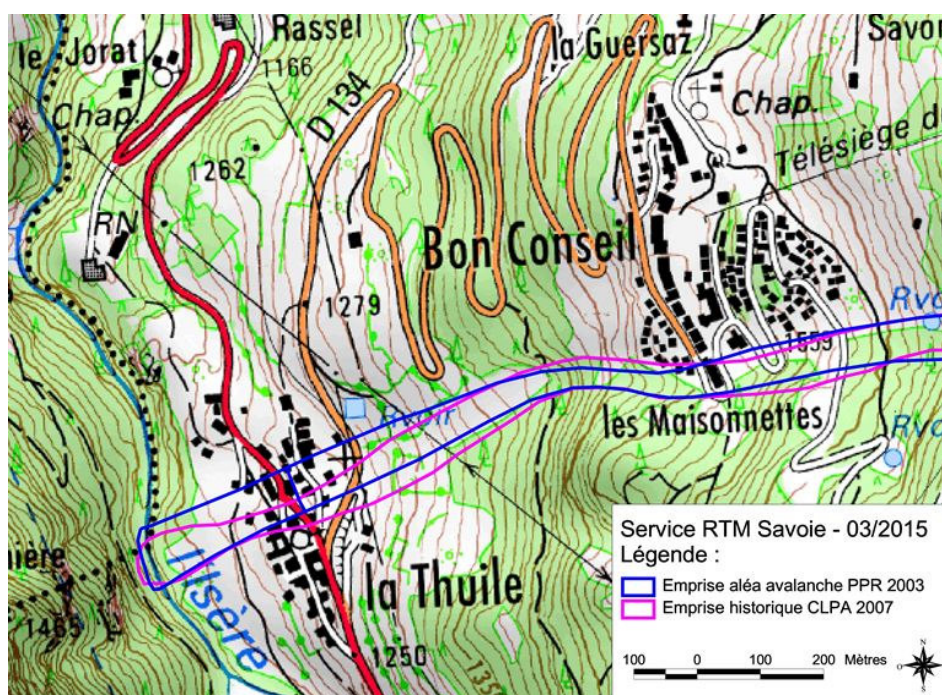 Rassel
le Jorat
1166
la Guersaz
Savoi
Chap.
D 134
Chap.
Télésiège d
1262
RN
Bon Conseil
1279
Rvo
1559
les Maisonnettes
Rvoir
Rvo
nière
1465
l'Isère
la Thuile
1250
135
Service RTM Savoie - 03/2015
Légende :
Emprise aléa avalanche PPR 2003
Emprise historique CLPA 2007
100 0 100 200 Mètres
N
O
E
S